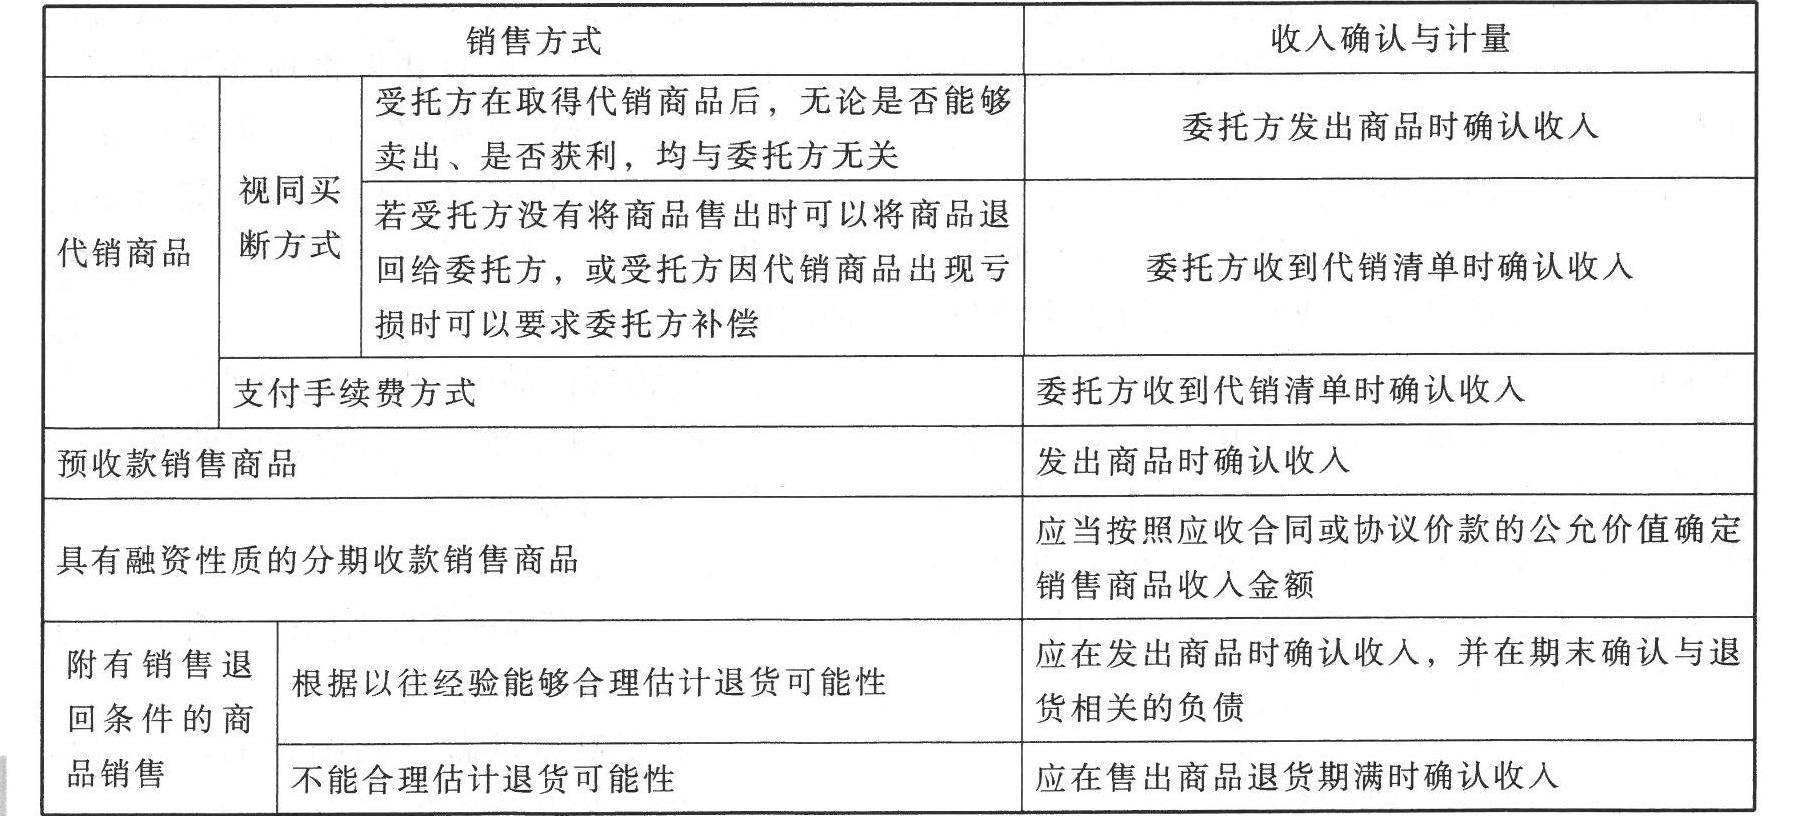 销售方式
收入确认与计量
代销商品
视同买
断方式
受托方在取得代销商品后，无论是否能够
卖出、是否获利，均与委托方无关
委托方发出商品时确认收入
若受托方没有将商品售出时可以将商品退
回给委托方，或受托方因代销商品出现亏
损时可以要求委托方补偿
委托方收到代销清单时确认收入
支付手续费方式
委托方收到代销清单时确认收入
预收款销售商品
发出商品时确认收入
具有融资性质的分期收款销售商品
应当按照应收合同或协议价款的公允价值确定
销售商品收入金额
附有销售退
回条件的商
品销售
根据以往经验能够合理估计退货可能性
应在发出商品时确认收入，并在期末确认与退
货相关的负债
不能合理估计退货可能性
应在售出商品退货期满时确认收入